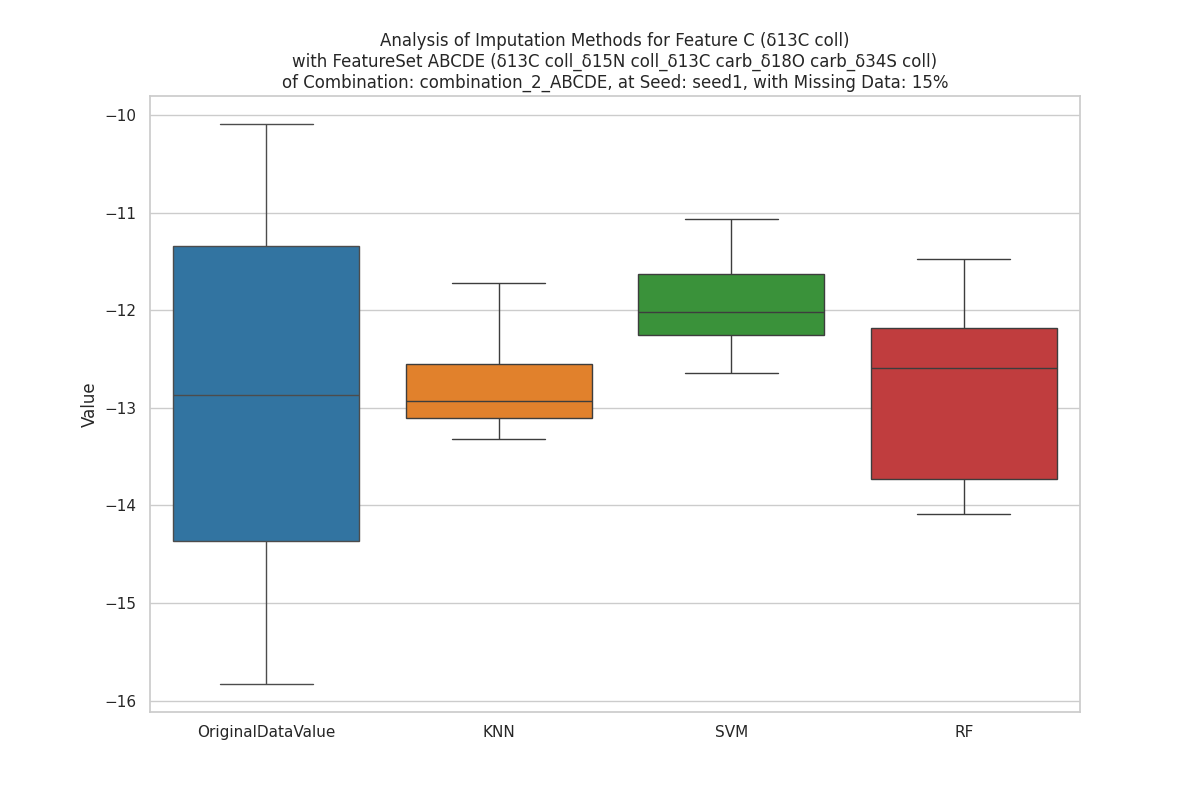 Analysis of Imputation Methods for Feature C (δ13C coll)
with FeatureSet ABCDE (δ13C coll_δ15N coll_δ13C carb_δ18O carb_δ34S coll)
of Combination: combination_2_ABCDE, at Seed: seed1, with Missing Data: 15%
Value
−10
−11
−12
−13
−14
−15
−16
OriginalDataValue
KNN
SVM
RF